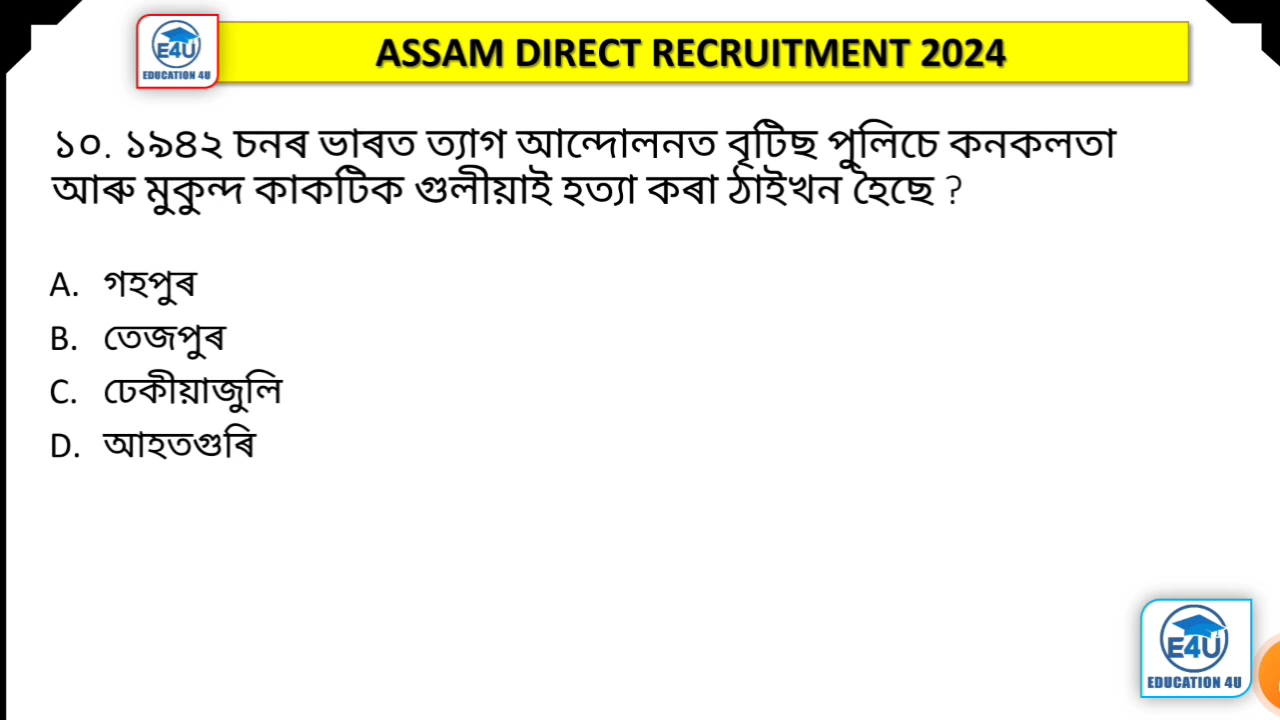 E4U
EDUCATION 4U
ASSAM DIRECT RECRUITMENT 2024
১০. ১৯৪২ চনৰ ভাৰত ত্যাগ আন্দোলনত বৃটিছ পুলিচে কনকলতা
আৰু মুকুন্দ কাকটিক গুলীয়াই হত্যা কৰা ঠাইখন হৈছে ?
A. গহপুৰ
B. তেজপুৰ
C. ঢেকীয়াজুলি
D. আহতগুৰি
E4U
EDUCATION 4U